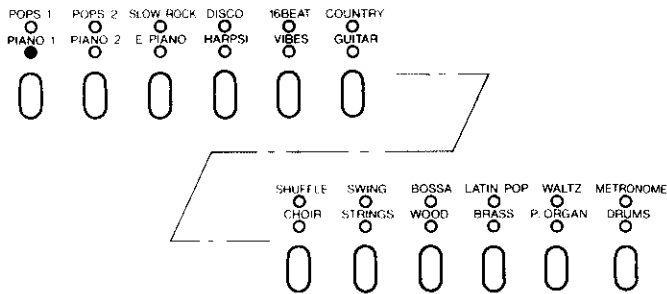 POPS 1 POPS 2 SLOW ROCK DISCO 16BEAT COUNTRY
PIANO 1 PIANO 2 E PIANO HARPSI VIBES GUITAR
SHUFFLE SWING BOSSA LATIN POP WALTZ METRONOME
CHOIR STRINGS WOOD BRASS P. ORGAN DRUMS